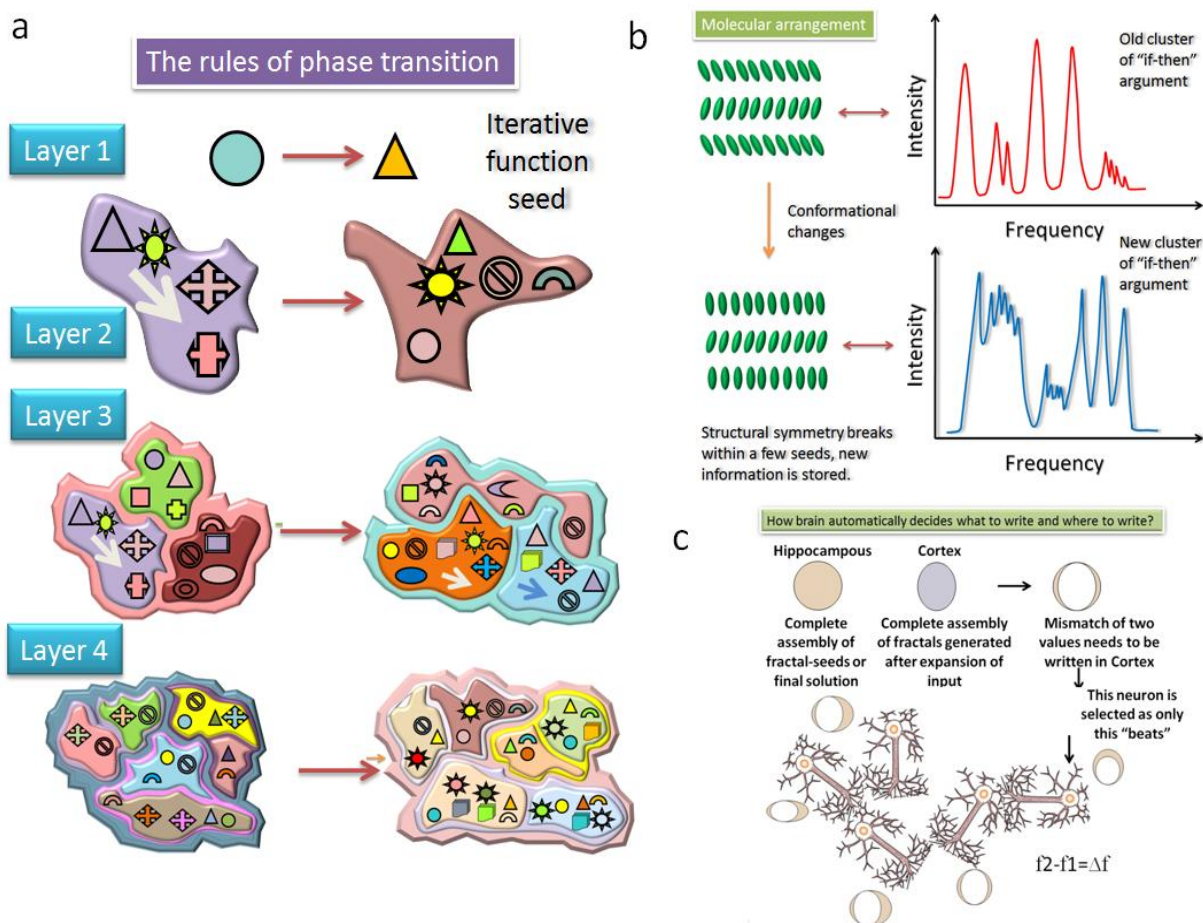 a
The rules of phase transition
Layer 1
Iterative
function
seed
Layer 2
Layer 3
Layer 4
b
Molecular arrangement
Conformational
changes
Structural symmetry breaks
within a few seeds, new
information is stored.
Old cluster
of “if-then”
argument
Intensity
Frequency
New cluster
of “if-then”
argument
Intensity
Frequency
c
How brain automatically decides what to write and where to write?
Hippocampous
Cortex
Complete
assembly of
fractal-seeds or
final solution
Complete assembly
of fractals generated
after expansion of
input
Mismatch of two
values needs to be
written in Cortex
This neuron is
selected as only
this “beats”
f2-f1=Δf